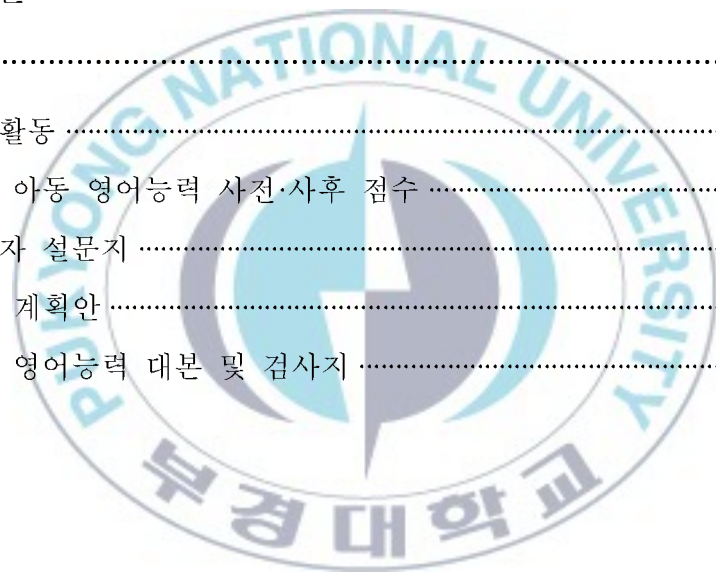 활동 ........................................
아동 영어능력 사전·사후 점수 ........................................
자 설문지 ........................................
계획안 ........................................
영어능력 대본 및 검사지 ........................................
PUKYONG NATIONAL UNIVERSITY
부경대학교